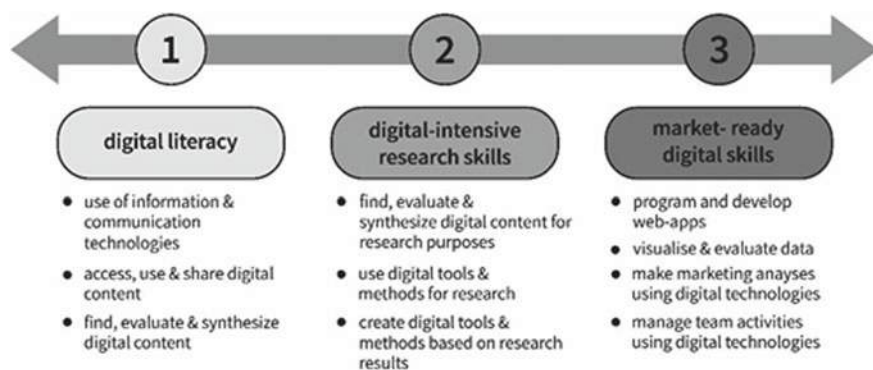 1
2
3
digital literacy
use of information &
communication
technologies
access, use & share digital
content
find, evaluate & synthesize
digital content
digital-intensive
research skills
find, evaluate &
synthesize digital content for
research purposes
use digital tools &
methods for research
create digital tools &
methods based on research
results
market- ready
digital skills
program and develop
web-apps
visualise & evaluate data
make marketing anayses
using digital technologies
manage team activities
using digital technologies